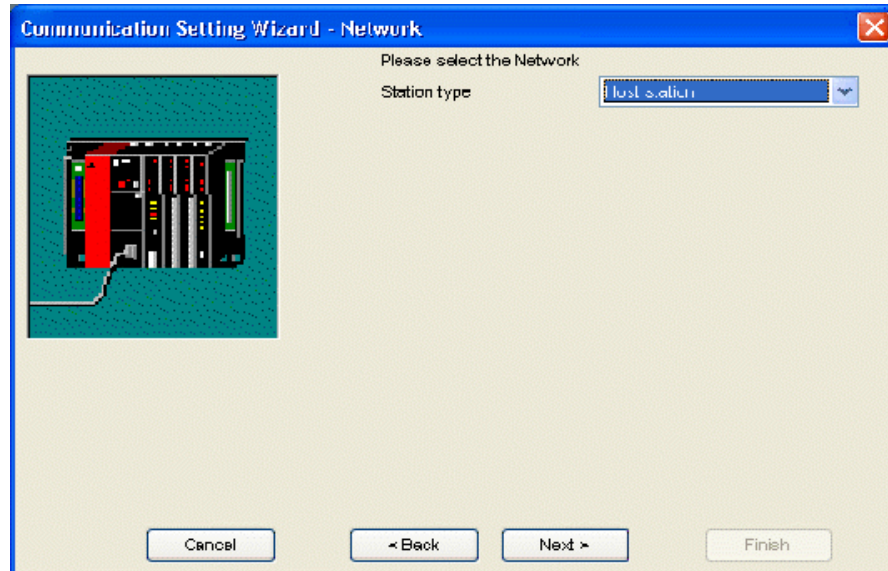 Communication Setting Wizard - Network
Please select the Network
Station type
Host station
Cancel
< Back
Next >
Finish